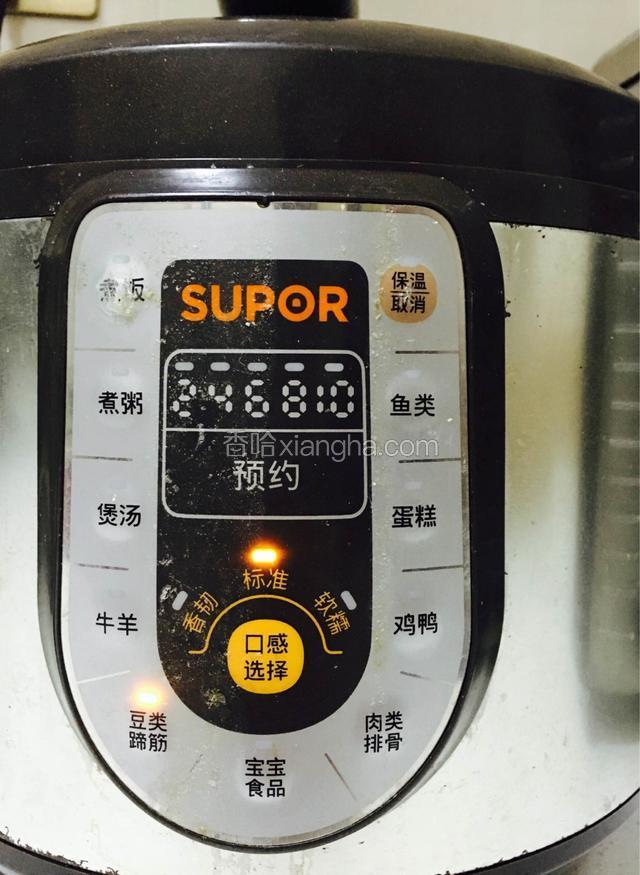 煮饭
SUPOR
保温
取消
煮粥
2 4 6 8 10
鱼类
香哈xiangha.com
预约
煲汤
蛋糕
标准
香韧
软糯
牛羊
口感
选择
鸡鸭
豆类
蹄筋
肉类
排骨
宝宝
食品